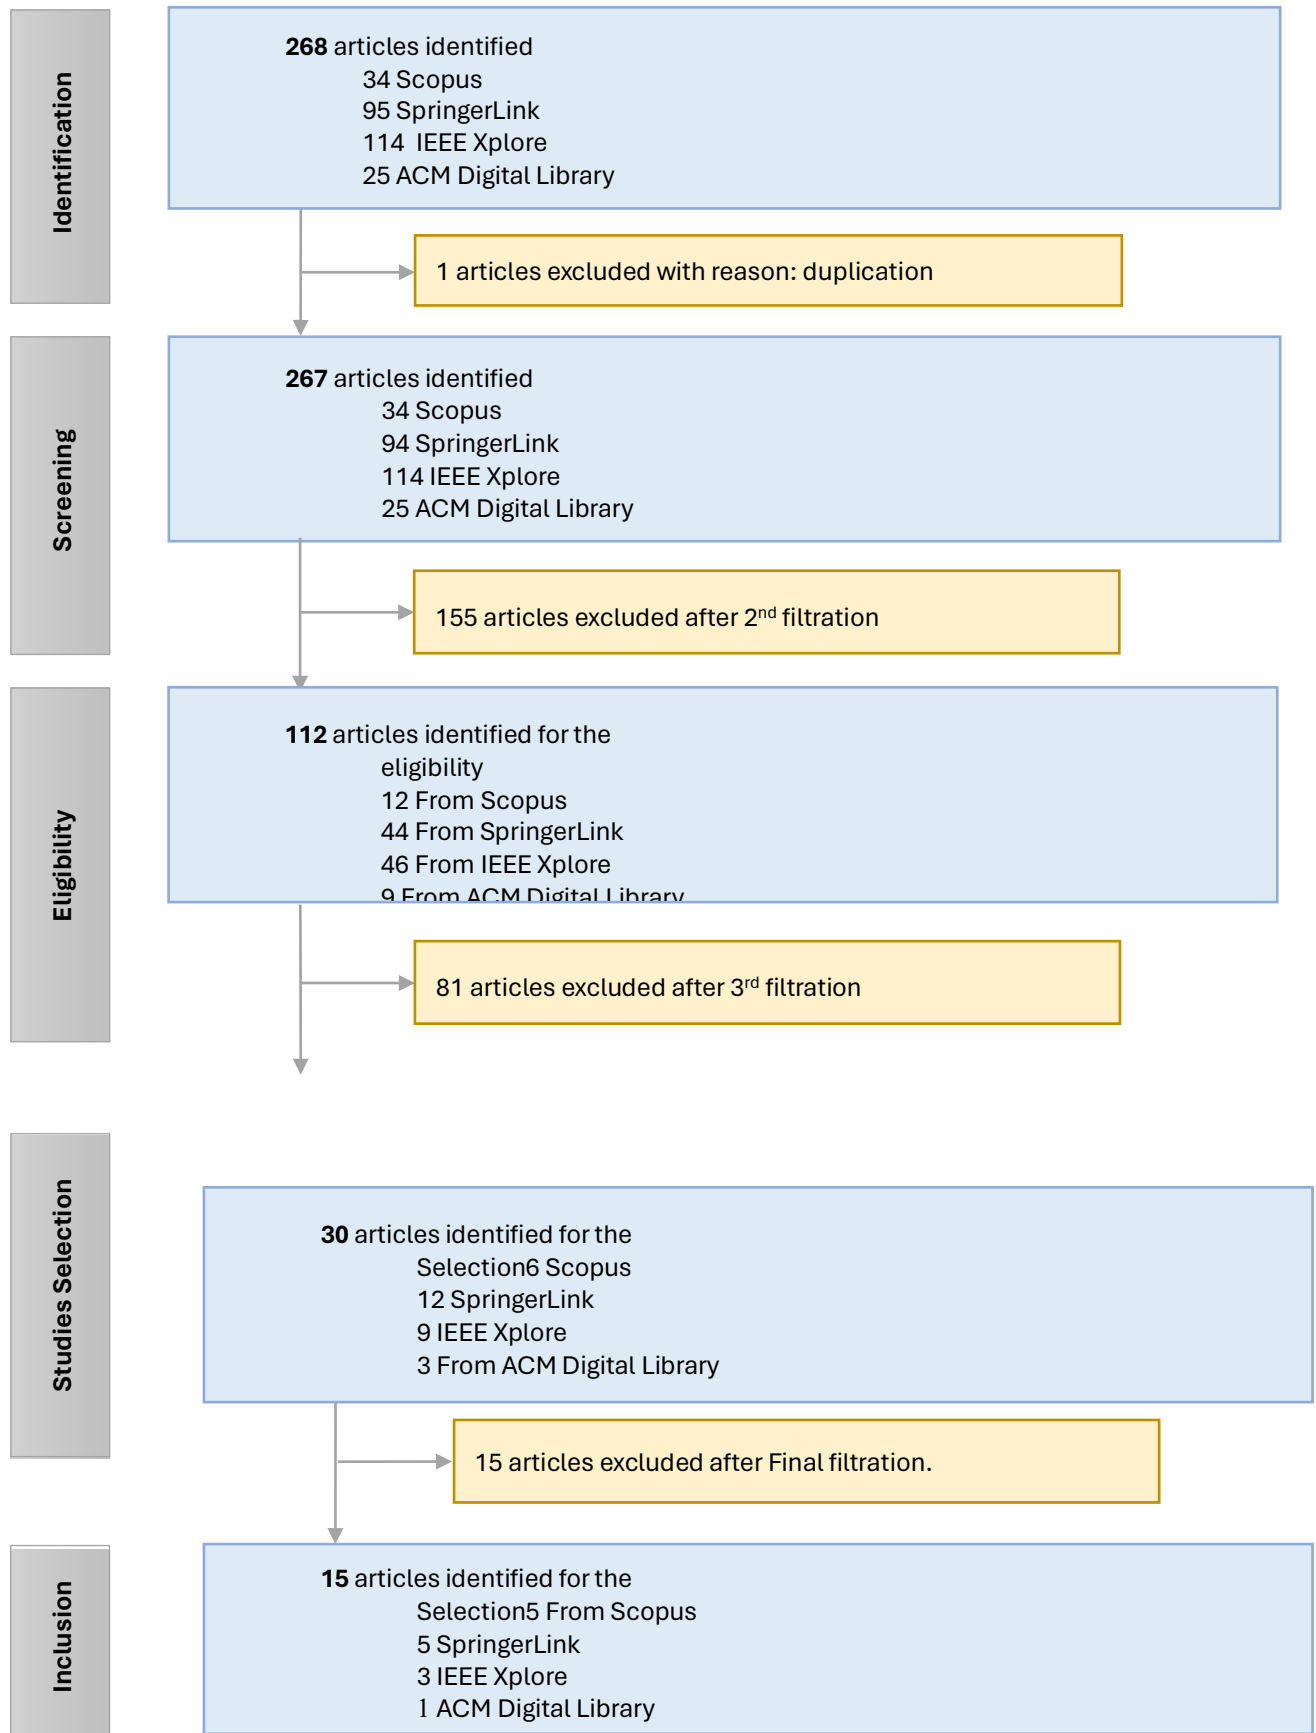 Identification
268 articles identified
34 Scopus
95 SpringerLink
114 IEEE Xplore
25 ACM Digital Library
1 articles excluded with reason: duplication
Screening
267 articles identified
34 Scopus
94 SpringerLink
114 IEEE Xplore
25 ACM Digital Library
155 articles excluded after 2nd filtration
Eligibility
112 articles identified for the
eligibility
12 From Scopus
44 From SpringerLink
46 From IEEE Xplore
9 From ACM Digital Library
81 articles excluded after 3rd filtration
Studies Selection
30 articles identified for the
Selection6 Scopus
12 SpringerLink
9 IEEE Xplore
3 From ACM Digital Library
15 articles excluded after Final filtration.
Inclusion
15 articles identified for the
Selection5 From Scopus
5 SpringerLink
3 IEEE Xplore
1 ACM Digital Library